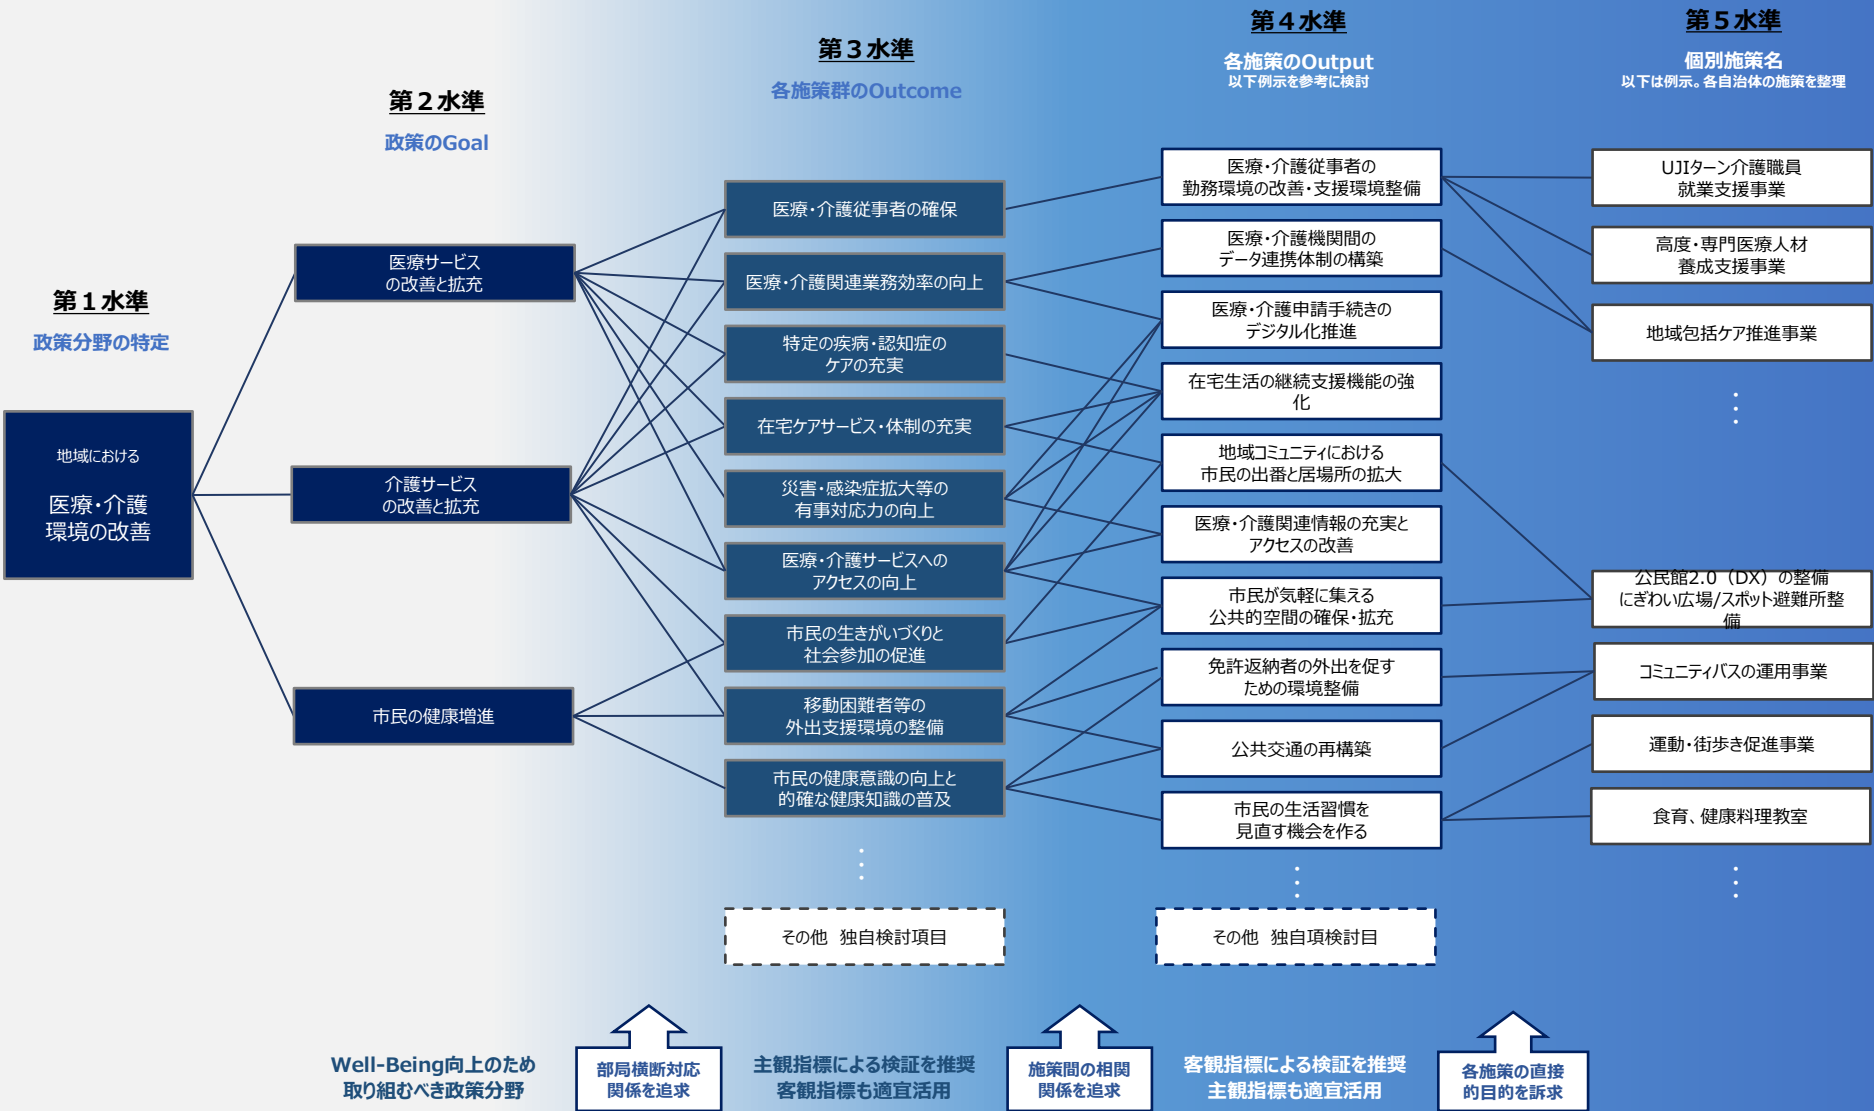 第１水準
政策分野の特定
地域における
医療・介護
環境の改善
第２水準
政策のGoal
医療サービス
の改善と拡充
介護サービス
の改善と拡充
市民の健康増進
第３水準
各施策群のOutcome
医療・介護従事者の確保
医療・介護関連業務効率の向上
特定の疾病・認知症の
ケアの充実
在宅ケアサービス・体制の充実
災害・感染症拡大等の
有事対応力の向上
医療・介護サービスへの
アクセスの向上
市民の生きがいづくりと
社会参加の促進
移動困難者等の
外出支援環境の整備
市民の健康意識の向上と
的確な健康知識の普及
その他 独自検討項目
第４水準
各施策のOutput
以下例示を参考に検討
医療・介護従事者の
勤務環境の改善・支援環境整備
医療・介護機関間の
データ連携体制の構築
医療・介護申請手続きの
デジタル化推進
在宅生活の継続支援機能の強
化
地域コミュニティにおける
市民の出番と居場所の拡大
医療・介護関連情報の充実と
アクセスの改善
市民が気軽に集える
公共的空間の確保・拡充
免許返納者の外出を促す
ための環境整備
公共交通の再構築
市民の生活習慣を
見直す機会を作る
その他 独自項検討目
第５水準
個別施策名
以下は例示。各自治体の施策を整理
UJIターン介護職員
就業支援事業
高度・専門医療人材
養成支援事業
地域包括ケア推進事業
公民館2.0（DX）の整備
にぎわい広場/スポット避難所整
備
コミュニティバスの運用事業
運動・街歩き促進事業
食育、健康料理教室
Well-Being向上のため
取り組むべき政策分野
部局横断対応
関係を追求
主観指標による検証を推奨
客観指標も適宜活用
施策間の相関
関係を追求
客観指標による検証を推奨
主観指標も適宜活用
各施策の直接
的目的を訴求